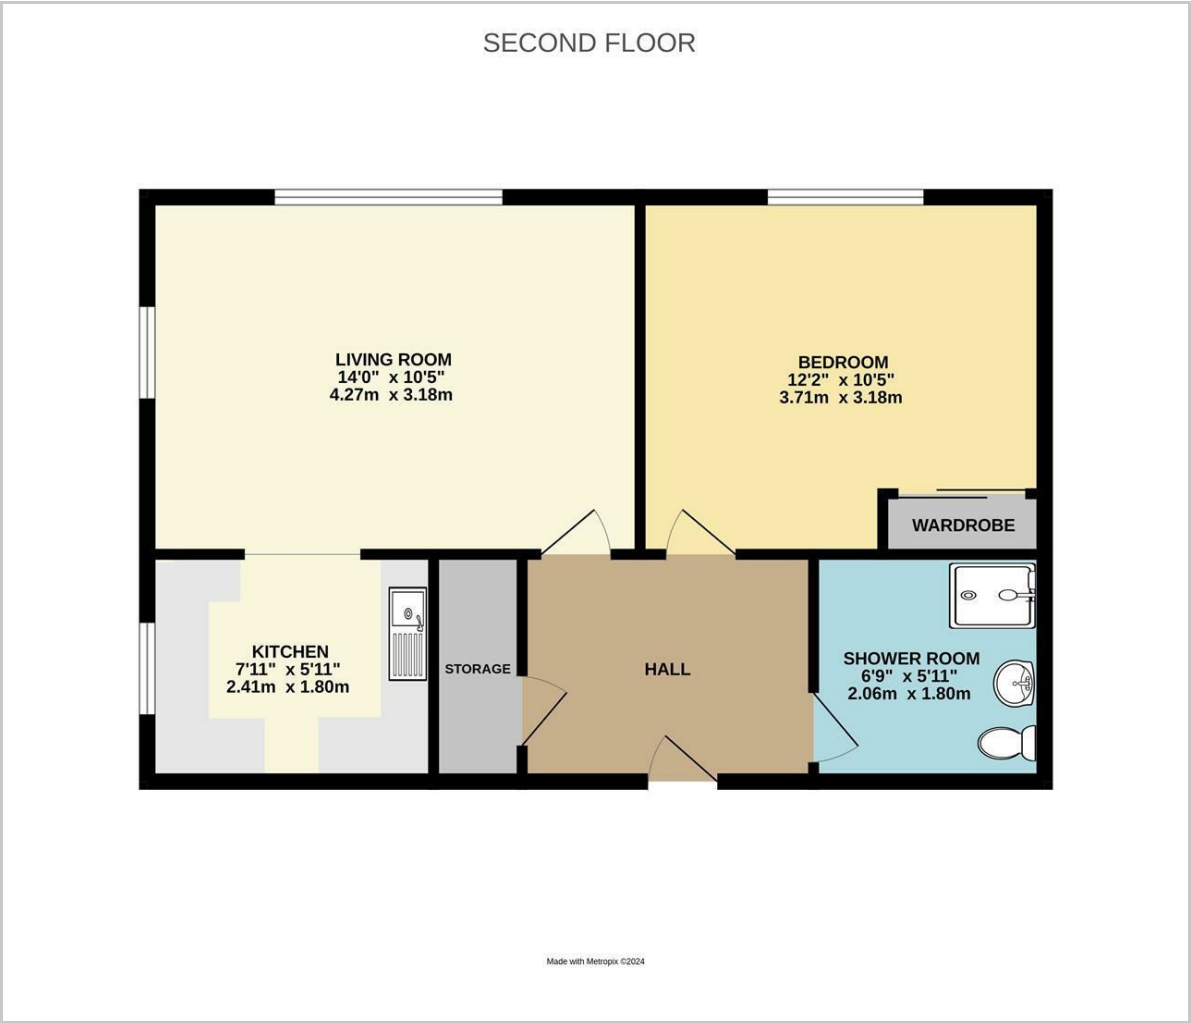 SECOND FLOOR
LIVING ROOM
14'0" x 10'5"
4.27m x 3.18m
BEDROOM
12'2" x 10'5"
3.71m x 3.18m
WARDROBE
KITCHEN
7'11" x 5'11"
2.41m x 1.80m
STORAGE
HALL
SHOWER ROOM
6'9" x 5'11"
2.06m x 1.80m
Made with Metropix ©2024